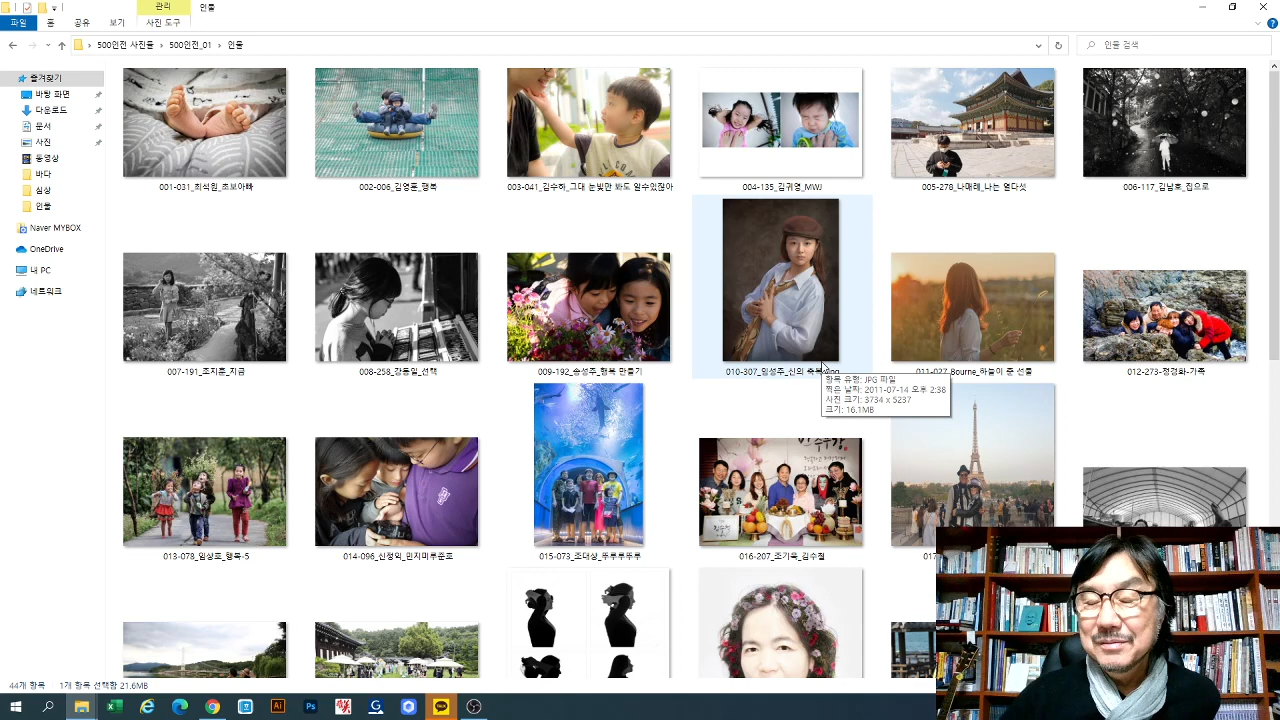 관리
인물
파일
홈
공유
보기
사진 도구
500인전 사진들 > 500인전_01 > 인물
인물 검색
즐겨찾기
바탕 화면
다운로드
문서
사진
동영상
바다
심상
인물
Naver MYBOX
OneDrive
내 PC
네트워크
001-031_최석원_초보아빠
002-006_김영훈_행복
003-041_김수하_그대 눈빛만 봐도 알수있잖아
004-135_김귀영_MWJ
005-278_나매례_나는 열다섯
006-117_김남호_집으로
007-191_조지훈_지금
008-258_강동일_선택
009-192_송성주_행복 만들기
010-307_임성주_신의 축복.jpg
011-027_Bourne_하늘이 준 선물
012-273-정경화-가족
항목 유형: JPG 파일
찍은 날짜: 2011-07-14 오후 2:38
사진 크기: 3734 x 5237
크기: 16.1MB
013-078_임상호_행복-5
014-096_신정익_민지미루준호
015-073_조대상_뚜루루뚜루
016-207_조기옥_김수철
017
44개 항목
1개 항목 선택함 21.6MB